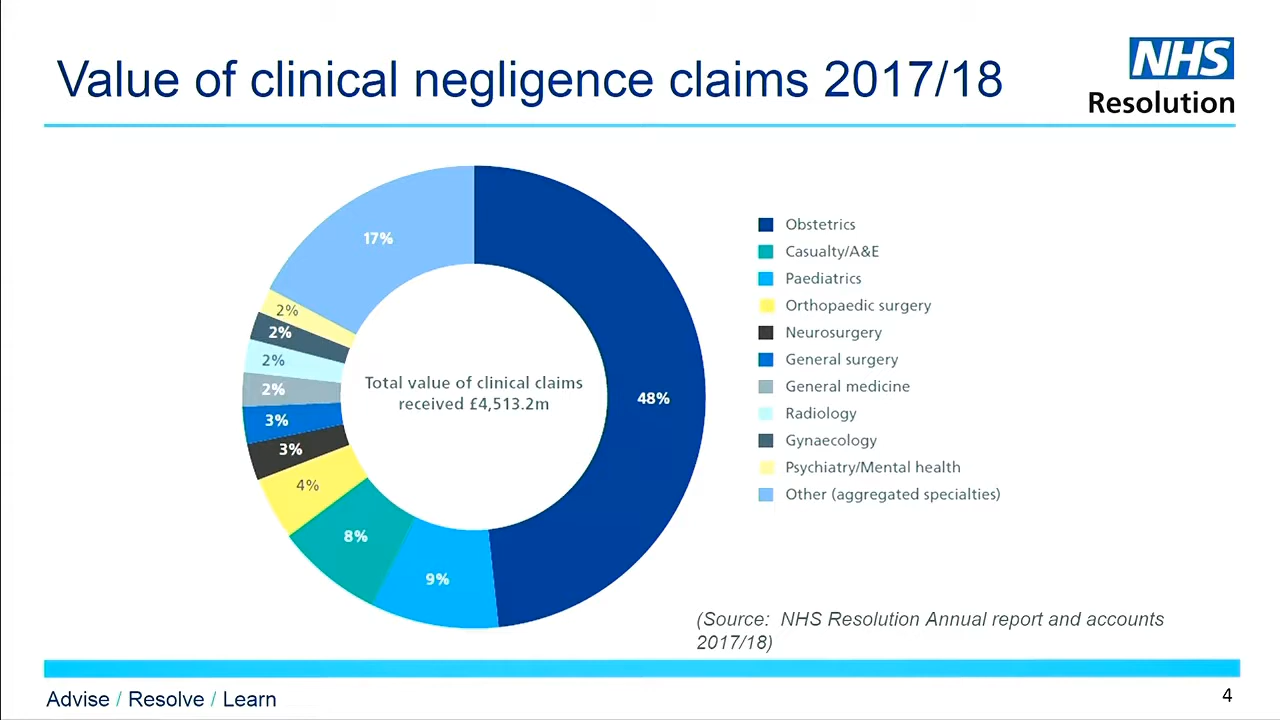 Value of clinical negligence claims 2017/18
NHS
Resolution
17%
2%
2%
2%
2%
3%
3%
4%
8%
9%
48%
Total value of clinical claims
received £4,513.2m
Obstetrics
Casualty/A&E
Paediatrics
Orthopaedic surgery
Neurosurgery
General surgery
General medicine
Radiology
Gynaecology
Psychiatry/Mental health
Other (aggregated specialties)
(Source: NHS Resolution Annual report and accounts
2017/18)
Advise / Resolve / Learn
4